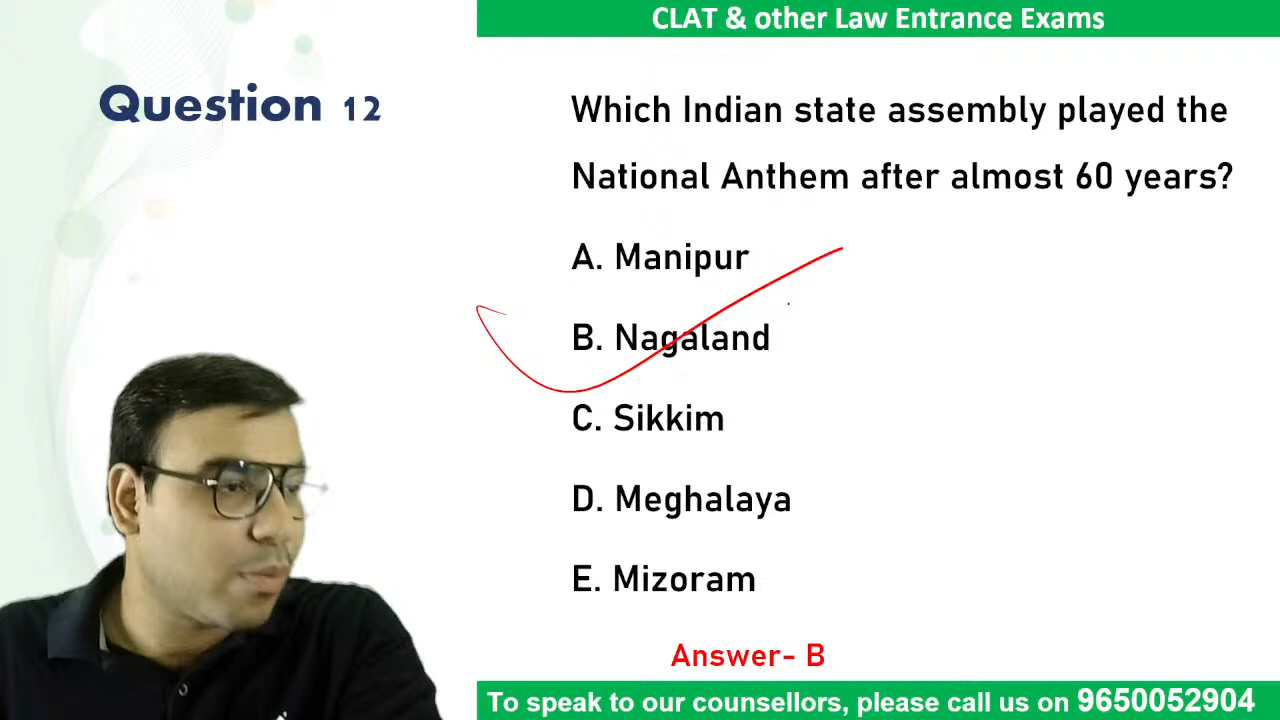 CLAT & other Law Entrance Exams
Question 12
Which Indian state assembly played the
National Anthem after almost 60 years?
A. Manipur
B. Nagaland
C. Sikkim
D. Meghalaya
E. Mizoram
Answer- B
To speak to our counsellors, please call us on 9650052904